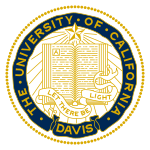 THE UNIVERSITY OF CALIFORNIA
LET THERE BE LIGHT
DAVIS